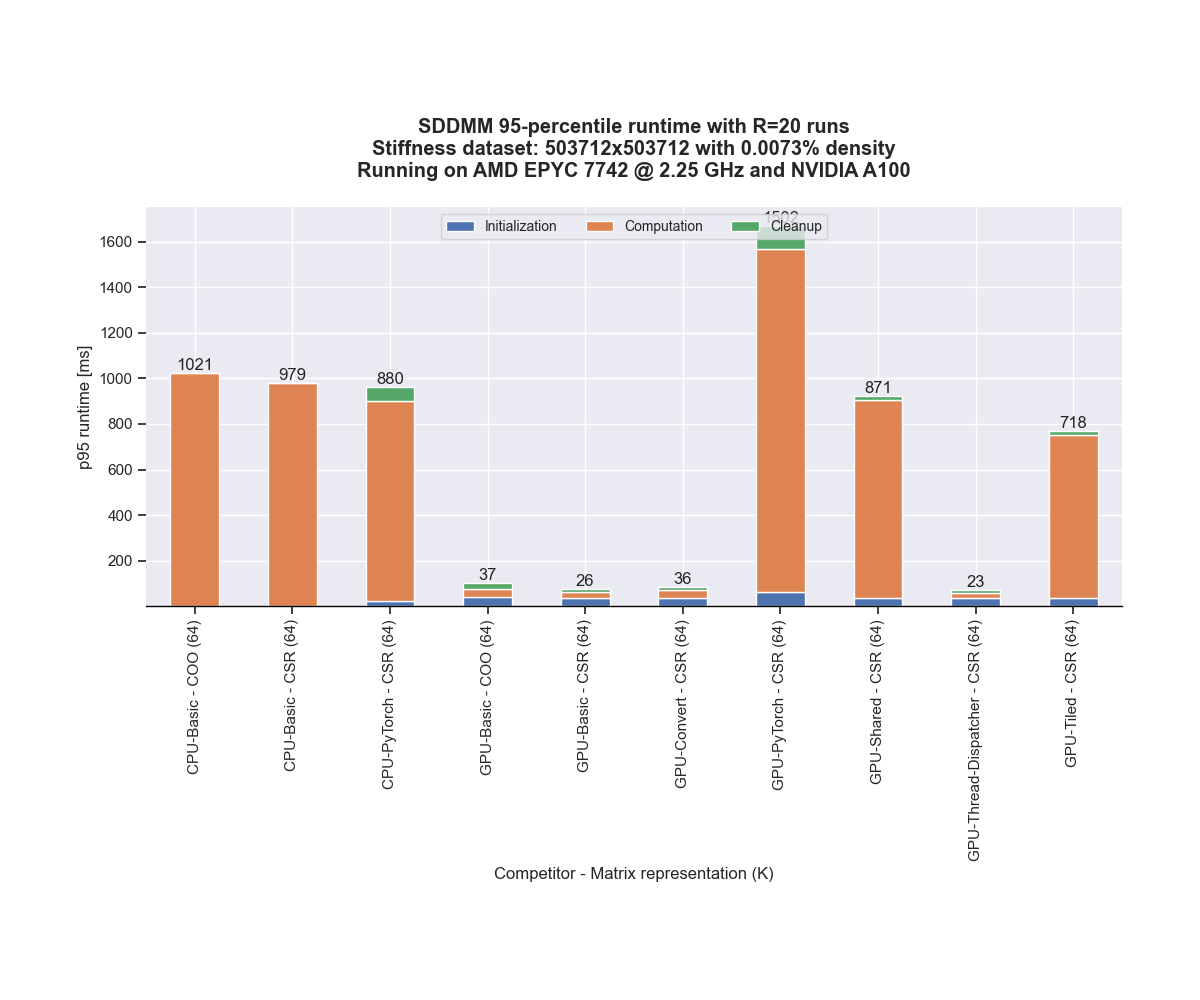 SDDMM 95-percentile runtime with R=20 runs
Stiffness dataset: 503712x503712 with 0.0073% density
Running on AMD EPYC 7742 @ 2.25 GHz and NVIDIA A100
Initialization
Computation
Cleanup
p95 runtime [ms]
1600
1400
1200
1000
800
600
400
200
1021
979
880
37
26
36
1502
871
23
718
CPU-Basic - COO (64)
CPU-Basic - CSR (64)
CPU-PyTorch - CSR (64)
GPU-Basic - COO (64)
GPU-Basic - CSR (64)
GPU-Convert - CSR (64)
GPU-PyTorch - CSR (64)
GPU-Shared - CSR (64)
GPU-Thread-Dispatcher - CSR (64)
GPU-Tiled - CSR (64)
Competitor - Matrix representation (K)